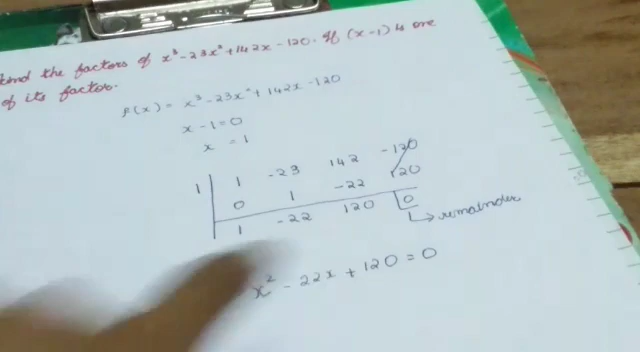 Find the factors of x³-23x²+142x-120. If (x-1) is one
of its factor.
f(x) = x³-23x²+142x-120
x-1=0
x = 1
1 | 1 -23 142 -120
0 1 -22 120
1 -22 120 0
↳ remainder
x²-22x+120=0